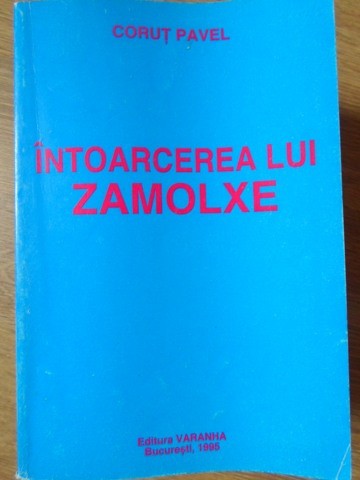 CORUȚ PAVEL
ÎNTOARCEREA LUI
ZAMOLXE
Editura VARANHA
București, 1995